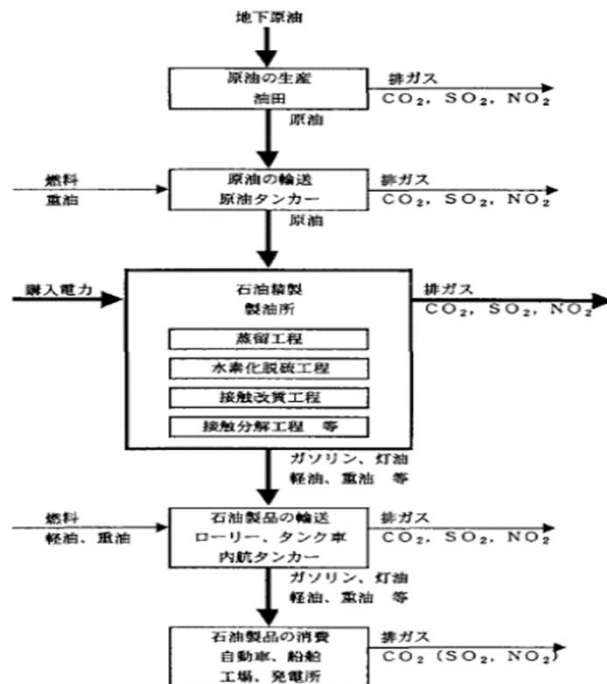 地下原油
原油の生産
油田
排ガス
CO2, SO2, NO2
原油
燃料
重油
原油の輸送
原油タンカー
排ガス
CO2, SO2, NO2
原油
購入電力
石油精製
製油所
排ガス
CO2, SO2, NO2
蒸留工程
水素化脱硫工程
接触改質工程
接触分解工程 等
ガソリン、灯油
軽油、重油 等
燃料
軽油、重油
石油製品の輸送
ローリー、タンク車
内航タンカー
排ガス
CO2, SO2, NO2
ガソリン、灯油
軽油、重油 等
石油製品の消費
自動車、船舶
工場、発電所
排ガス
CO2 (SO2, NO2)